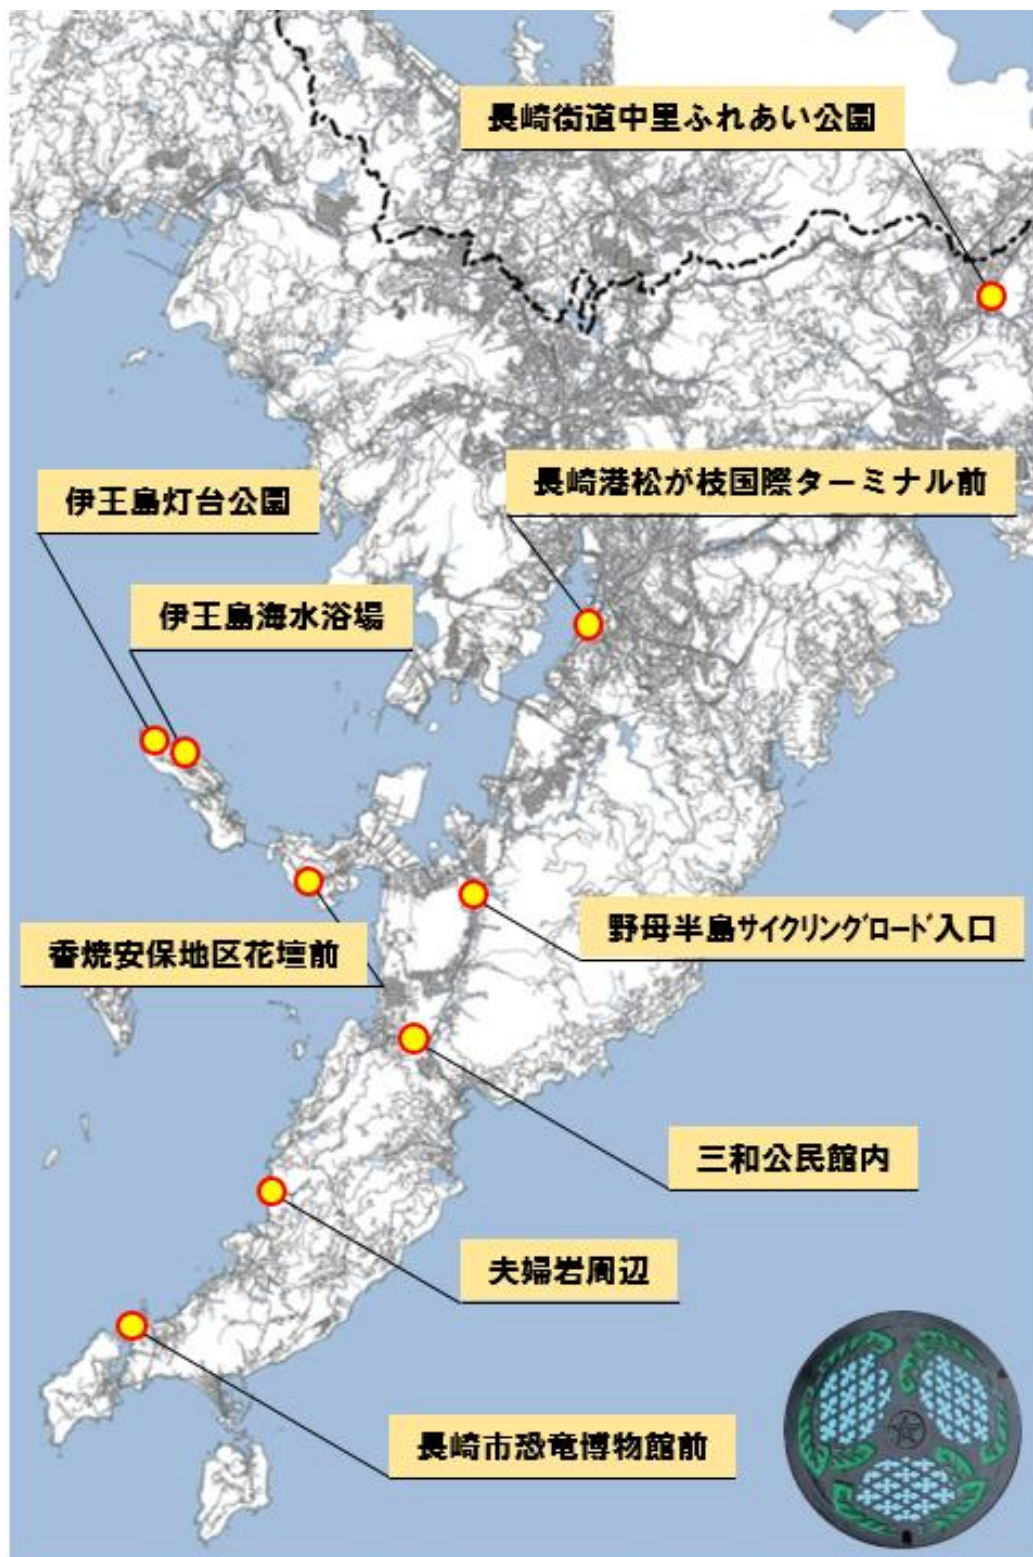 長崎街道中里ふれあい公園
長崎港松が枝国際ターミナル前
伊王島灯台公園
伊王島海水浴場
野母半島サイクリングロード入口
香焼安保地区花壇前
三和公民館内
夫婦岩周辺
長崎市恐竜博物館前